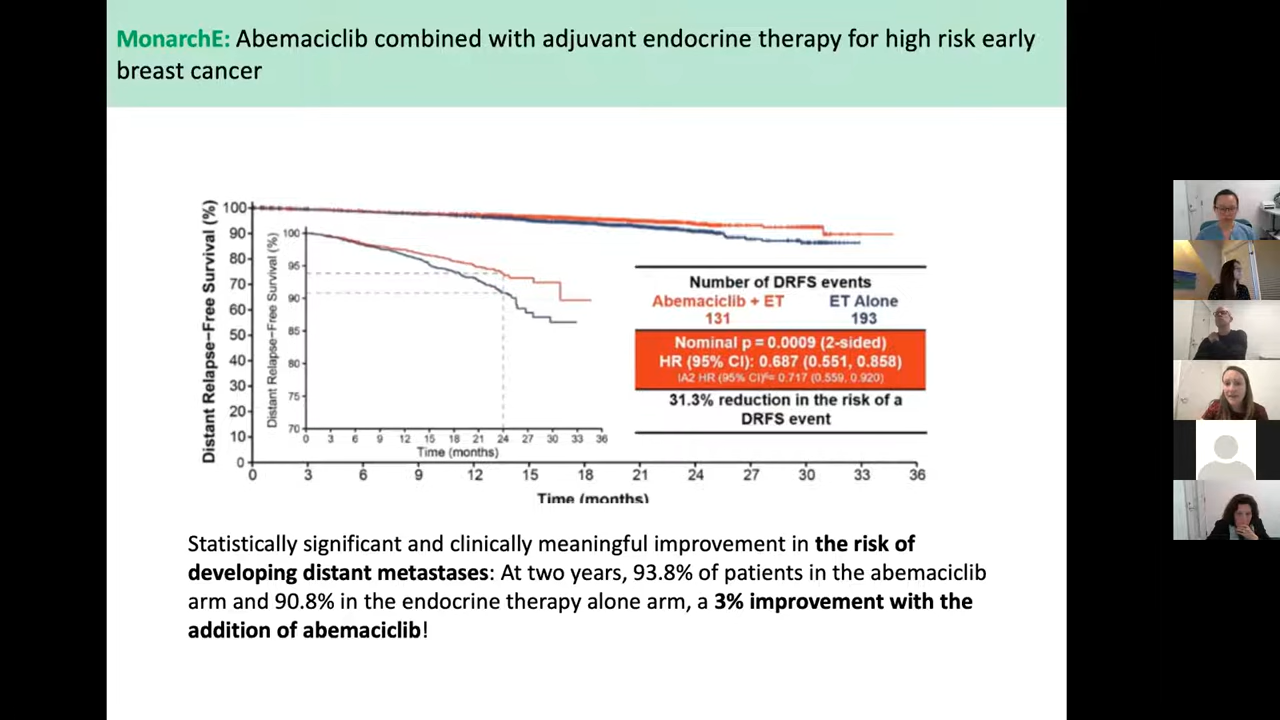 MonarchE: Abemaciclib combined with adjuvant endocrine therapy for high risk early
breast cancer
Distant Relapse-Free Survival (%)
100
90
80
70
60
50
40
30
20
10
0
0 3 6 9 12 15 18 21 24 27 30 33 36
Time (months)
Distant Relapse-Free Survival (%)
100
95
90
85
80
75
70
0 3 6 9 12 15 18 21 24 27 30 33 36
Time (months)
Number of DRFS events
Abemaciclib + ET ET Alone
131 193
Nominal p = 0.0009 (2-sided)
HR (95% CI): 0.687 (0.551, 0.858)
IA2 HR (95% CI) = 0.717 (0.559, 0.920)
31.3% reduction in the risk of a
DRFS event
Statistically significant and clinically meaningful improvement in the risk of
developing distant metastases: At two years, 93.8% of patients in the abemaciclib
arm and 90.8% in the endocrine therapy alone arm, a 3% improvement with the
addition of abemaciclib!